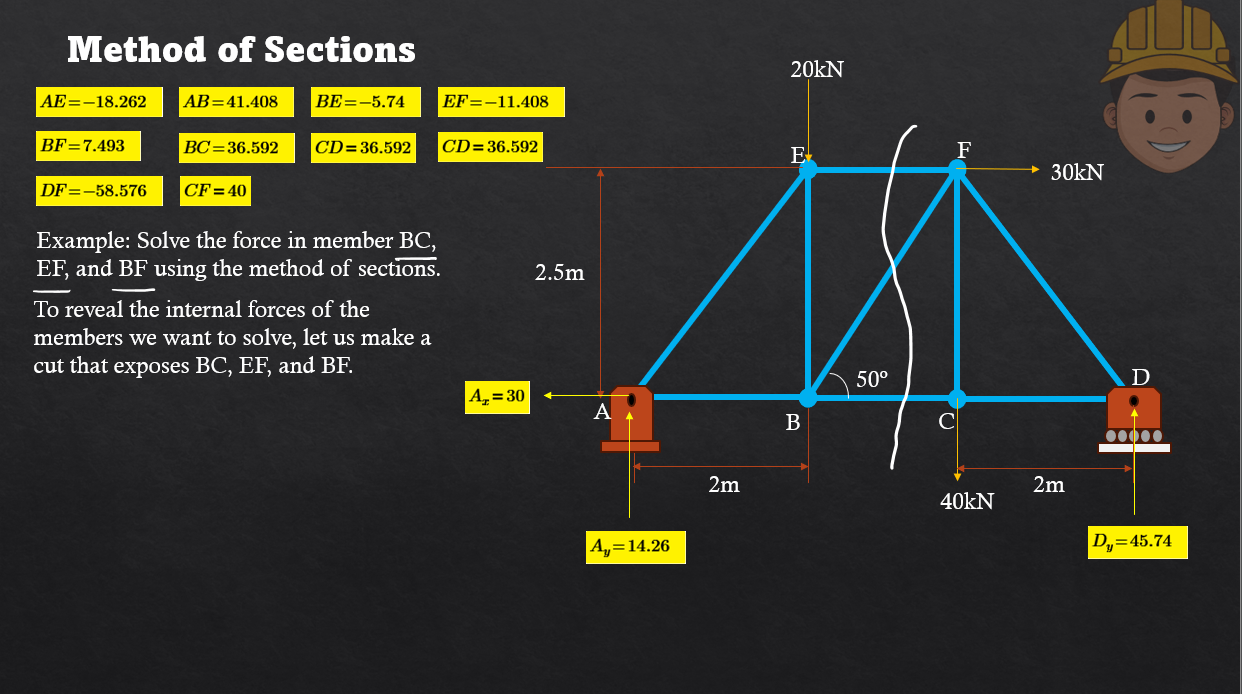 Method of Sections
AE=−18.262
AB=41.408
BE=−5.74
EF=−11.408
BF=7.493
BC=36.592
CD=36.592
CD=36.592
DF=−58.576
CF=40
Example: Solve the force in member BC,
EF, and BF using the method of sections.
To reveal the internal forces of the
members we want to solve, let us make a
cut that exposes BC, EF, and BF.
20kN
E
F
30kN
2.5m
50º
D
Aₓ=30
A
B
C
2m
2m
40kN
Aᵧ=14.26
Dᵧ=45.74